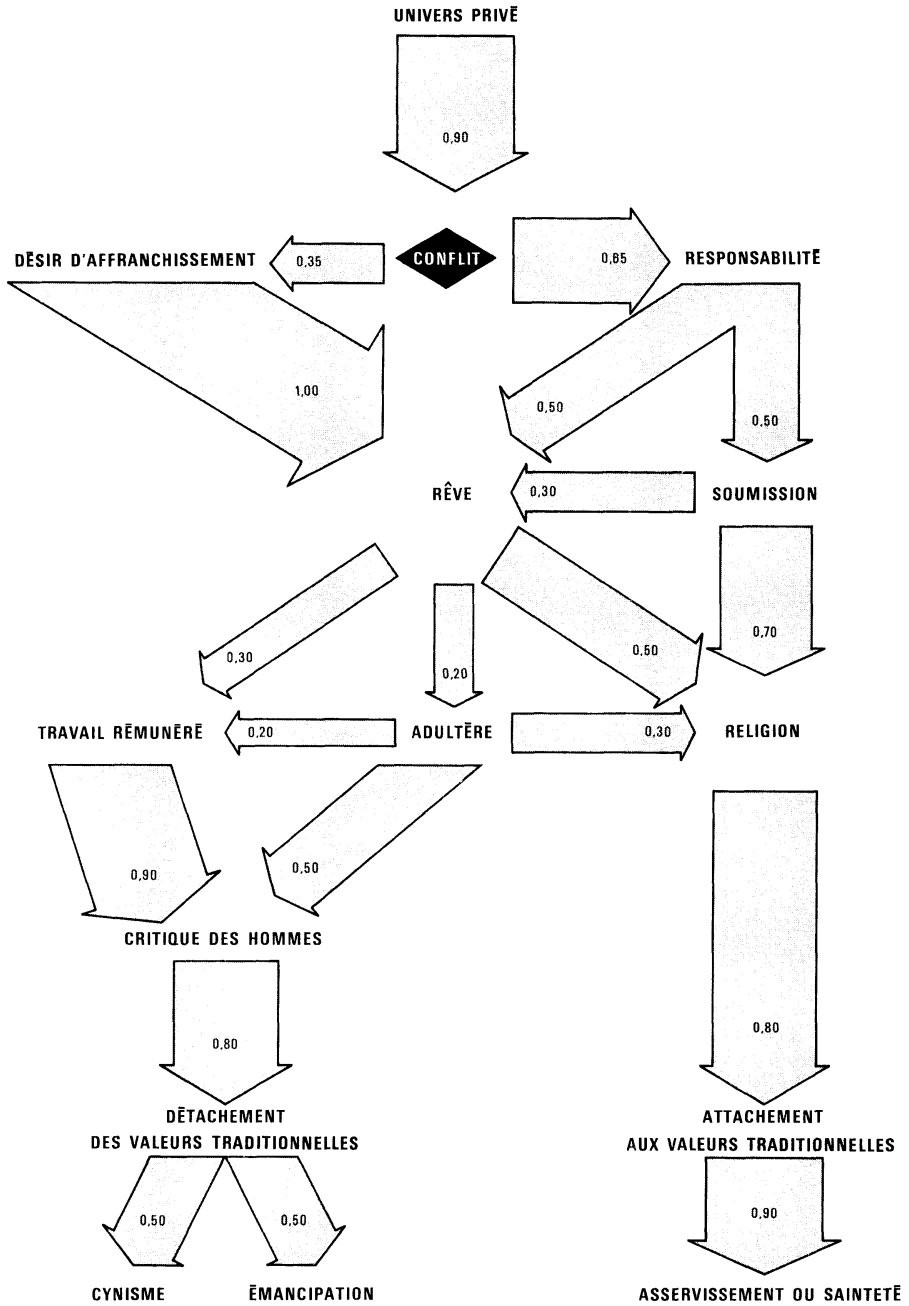 UNIVERS PRIVÉ
0,90
DÉSIR D'AFFRANCHISSEMENT
0,35
CONFLIT
0,65
RESPONSABILITÉ
1,00
0,50
0,50
RÊVE
0,30
SOUMISSION
0,30
0,20
0,50
0,70
TRAVAIL RÉMUNÉRÉ
0,20
ADULTÈRE
0,30
RELIGION
0,90
0,50
CRITIQUE DES HOMMES
0,80
0,80
DÉTACHEMENT
DES VALEURS TRADITIONNELLES
ATTACHEMENT
AUX VALEURS TRADITIONNELLES
0,50
0,50
0,90
CYNISME
ÉMANCIPATION
ASSERVISSEMENT OU SAINTETÉ